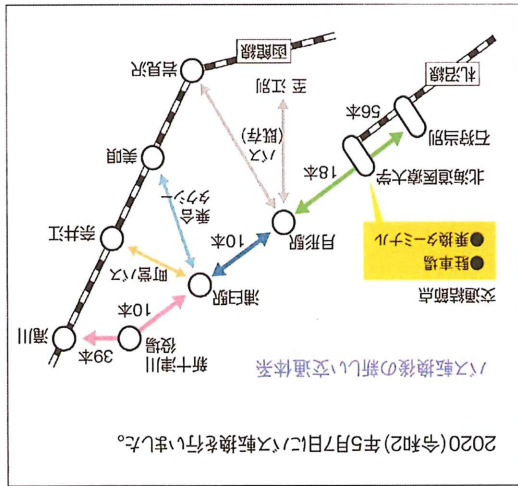 2020(令和2)年5月7日にバス転換を行いました。
バス転換後の新しい交通体系
交通結節点
●駐車場
●乗換ターミナル
石狩当別
56本
札沼線
北海道医療大学
18本
月形駅
至 江別
バス
(既存)
函館線
岩見沢
10本
浦臼駅
乗合
タクシー
美唄
町営バス
奈井江
10本
新十津川
役場
39本
滝川